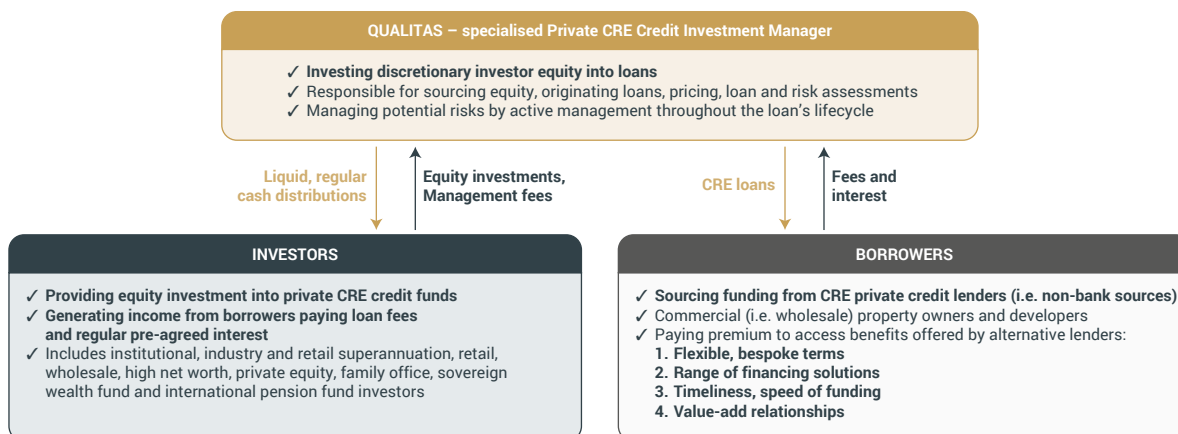 QUALITAS – specialised Private CRE Credit Investment Manager
✓ Investing discretionary investor equity into loans
✓ Responsible for sourcing equity, originating loans, pricing, loan and risk assessments
✓ Managing potential risks by active management throughout the loan's lifecycle
Liquid, regular
cash distributions
Equity investments,
Management fees
CRE loans
Fees and
interest
INVESTORS
✓ Providing equity investment into private CRE credit funds
✓ Generating income from borrowers paying loan fees
and regular pre-agreed interest
✓ Includes institutional, industry and retail superannuation, retail,
wholesale, high net worth, private equity, family office, sovereign
wealth fund and international pension fund investors
BORROWERS
✓ Sourcing funding from CRE private credit lenders (i.e. non-bank sources)
✓ Commercial (i.e. wholesale) property owners and developers
✓ Paying premium to access benefits offered by alternative lenders:
1. Flexible, bespoke terms
2. Range of financing solutions
3. Timeliness, speed of funding
4. Value-add relationships